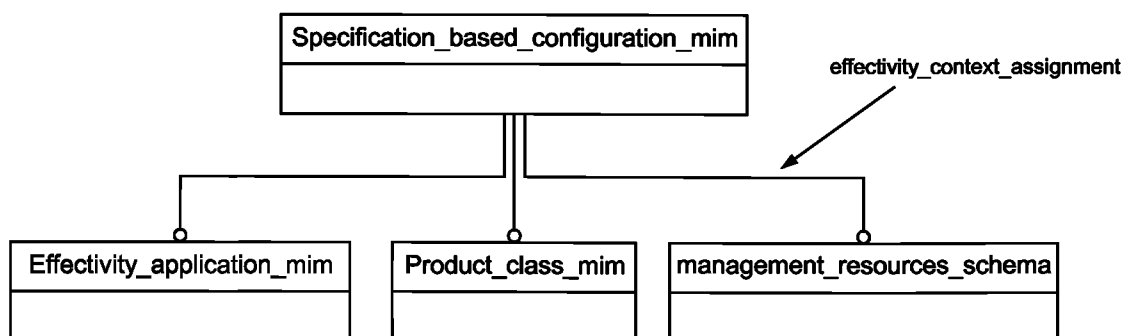 Specification_based_configuration_mim
effectivity_context_assignment
Effectivity_application_mim
Product_class_mim
management_resources_schema